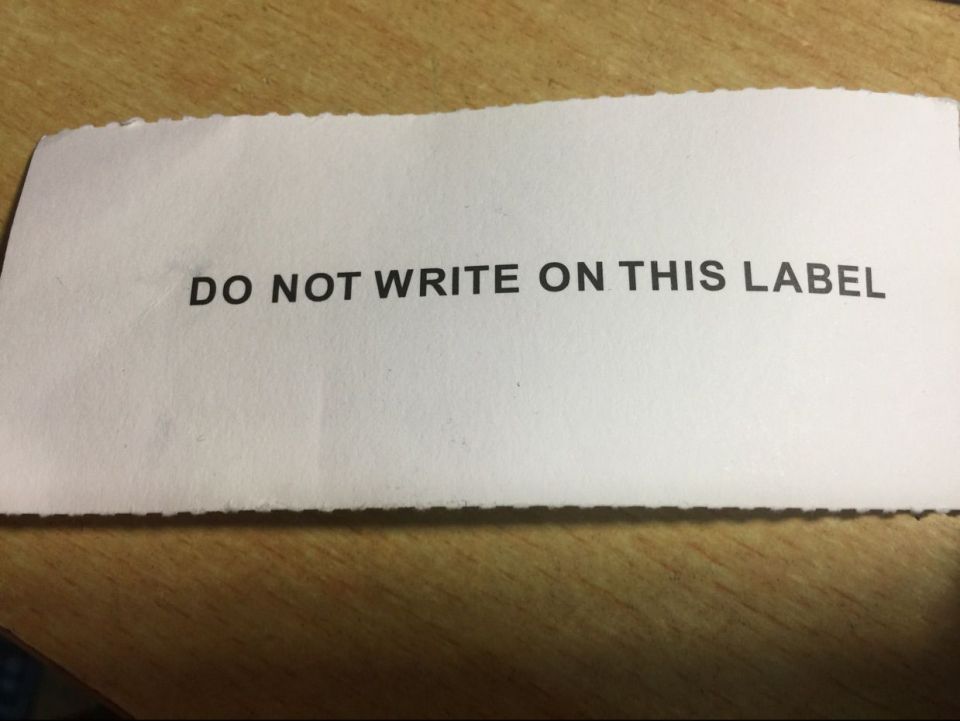 DO NOT WRITE ON THIS LABEL